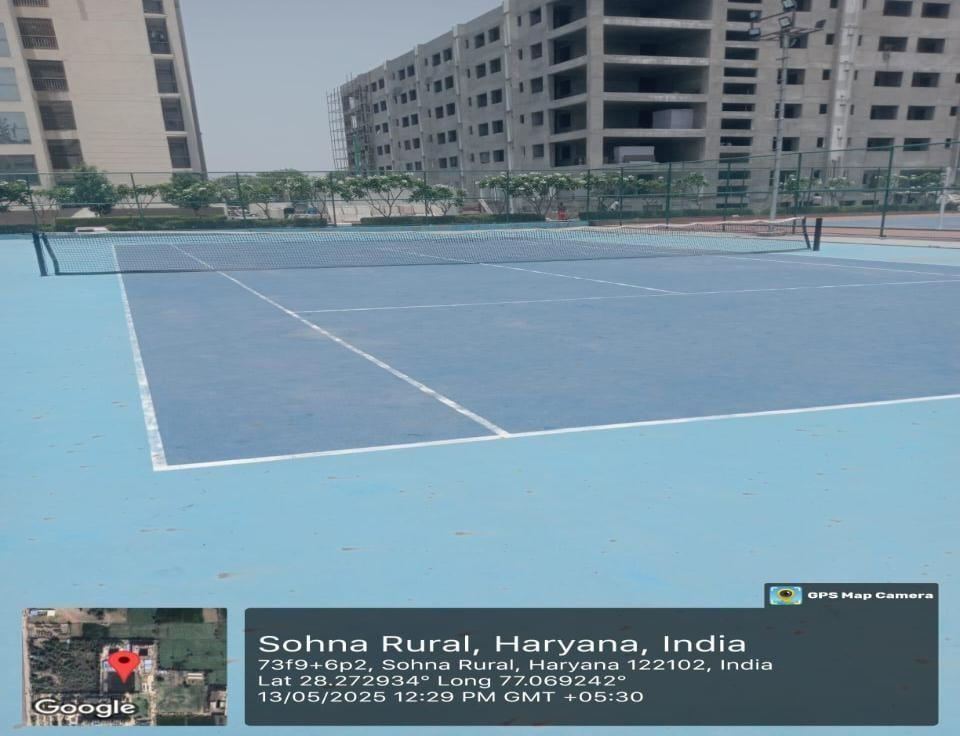 GPS Map Camera
Google
Sohna Rural, Haryana, India
73f9+6p2, Sohna Rural, Haryana 122102, India
Lat 28.272934° Long 77.069242°
13/05/2025 12:29 PM GMT +05:30